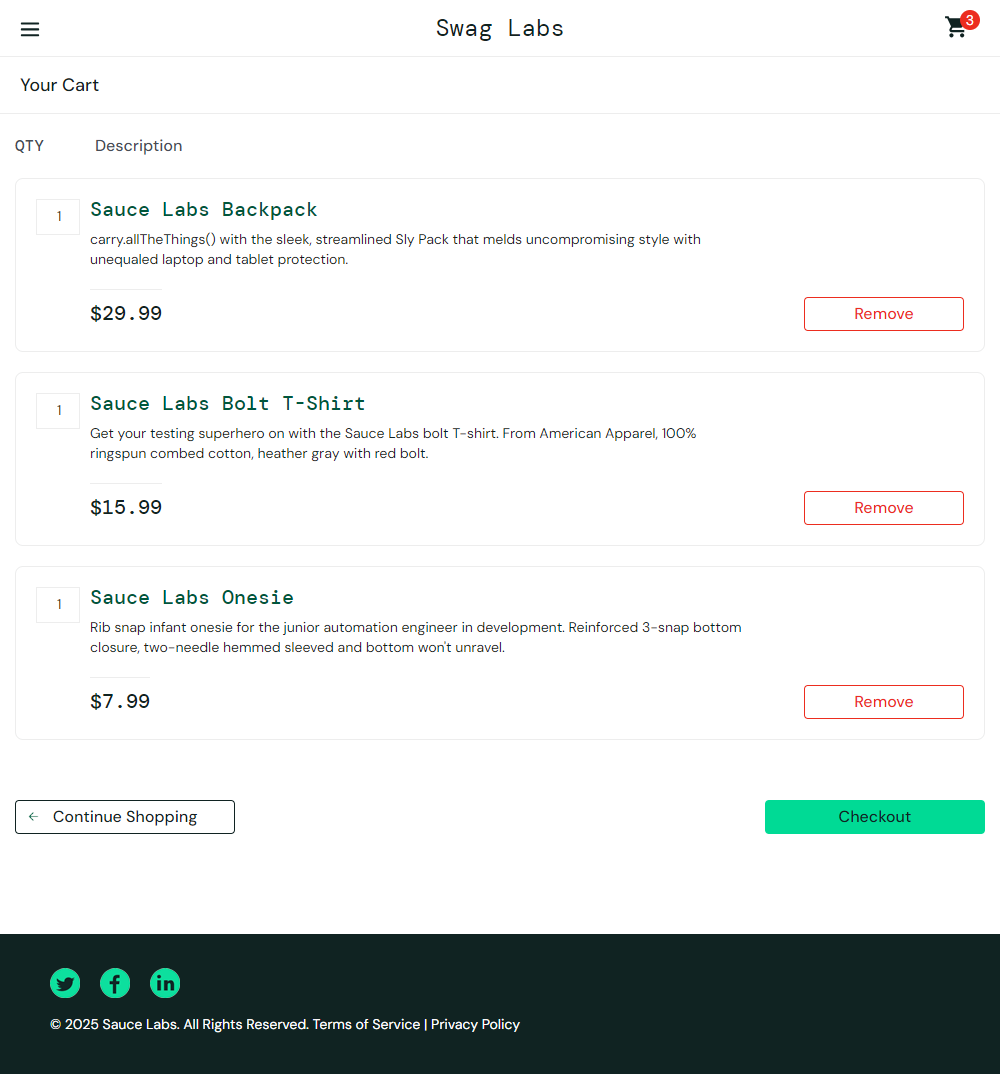 Swag Labs
3
Your Cart
QTY Description
1
Sauce Labs Backpack
carry.allTheThings() with the sleek, streamlined Sly Pack that melds uncompromising style with
unequaled laptop and tablet protection.
$29.99
Remove
1
Sauce Labs Bolt T-Shirt
Get your testing superhero on with the Sauce Labs bolt T-shirt. From American Apparel, 100%
ringspun combed cotton, heather gray with red bolt.
$15.99
Remove
1
Sauce Labs Onesie
Rib snap infant onesie for the junior automation engineer in development. Reinforced 3-snap bottom
closure, two-needle hemmed sleeved and bottom won't unravel.
$7.99
Remove
Continue Shopping
Checkout
© 2025 Sauce Labs. All Rights Reserved. Terms of Service | Privacy Policy